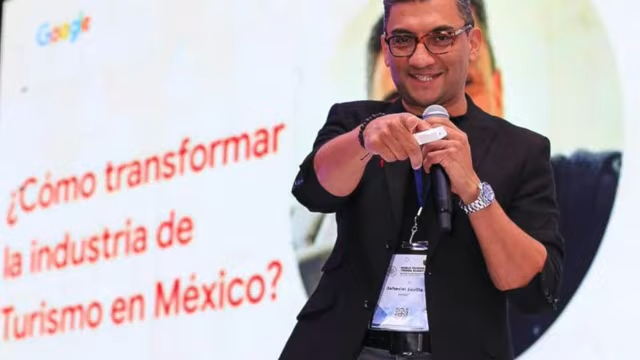 Google
¿Cómo transformar
la industria de
Turismo en México?